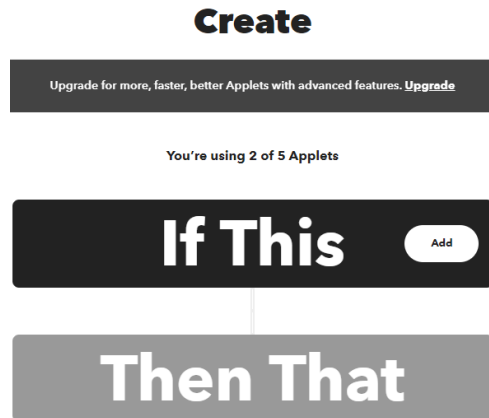 Create
Upgrade for more, faster, better Applets with advanced features. Upgrade
You’re using 2 of 5 Applets
If This
Add
Then That